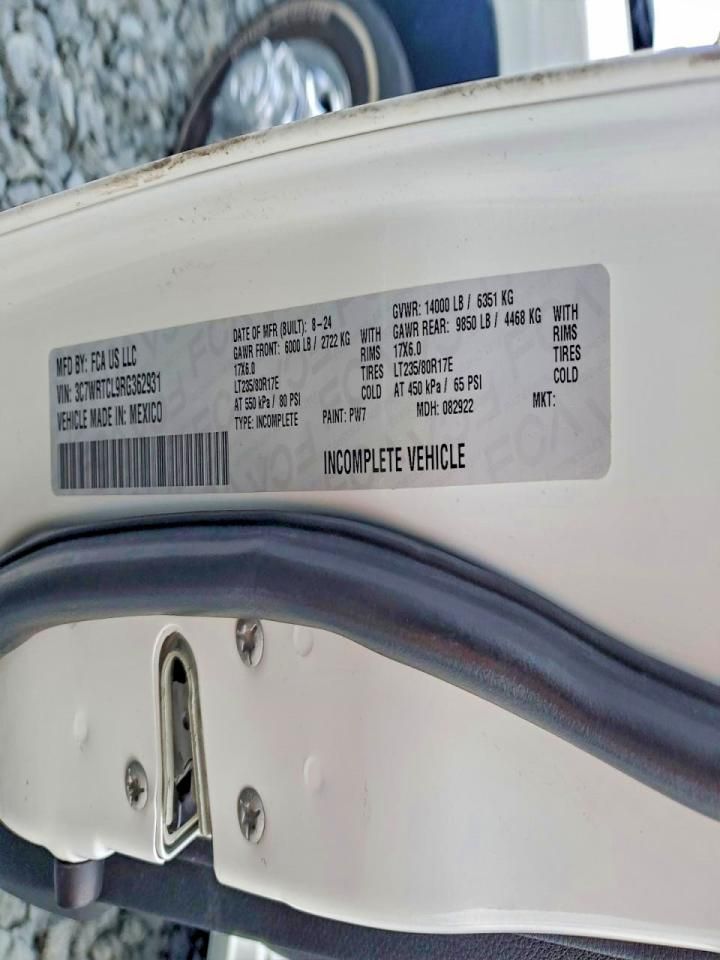 MFD BY: FCA US LLC
VIN: 3C7WRTCL9RG362931
VEHICLE MADE IN: MEXICO
DATE OF MFR (BUILT): 8-24
GAWR FRONT: 6000 LB / 2722 KG WITH
17X6.0 RIMS
LT235/80R17E TIRES
AT 550 kPa / 80 PSI COLD
TYPE: INCOMPLETE
PAINT: PW7
GVWR: 14000 LB / 6351 KG
GAWR REAR: 9850 LB / 4468 KG WITH
17X6.0 RIMS
LT235/80R17E TIRES
AT 450 kPa / 65 PSI COLD
MDH: 082922
MKT:
INCOMPLETE VEHICLE